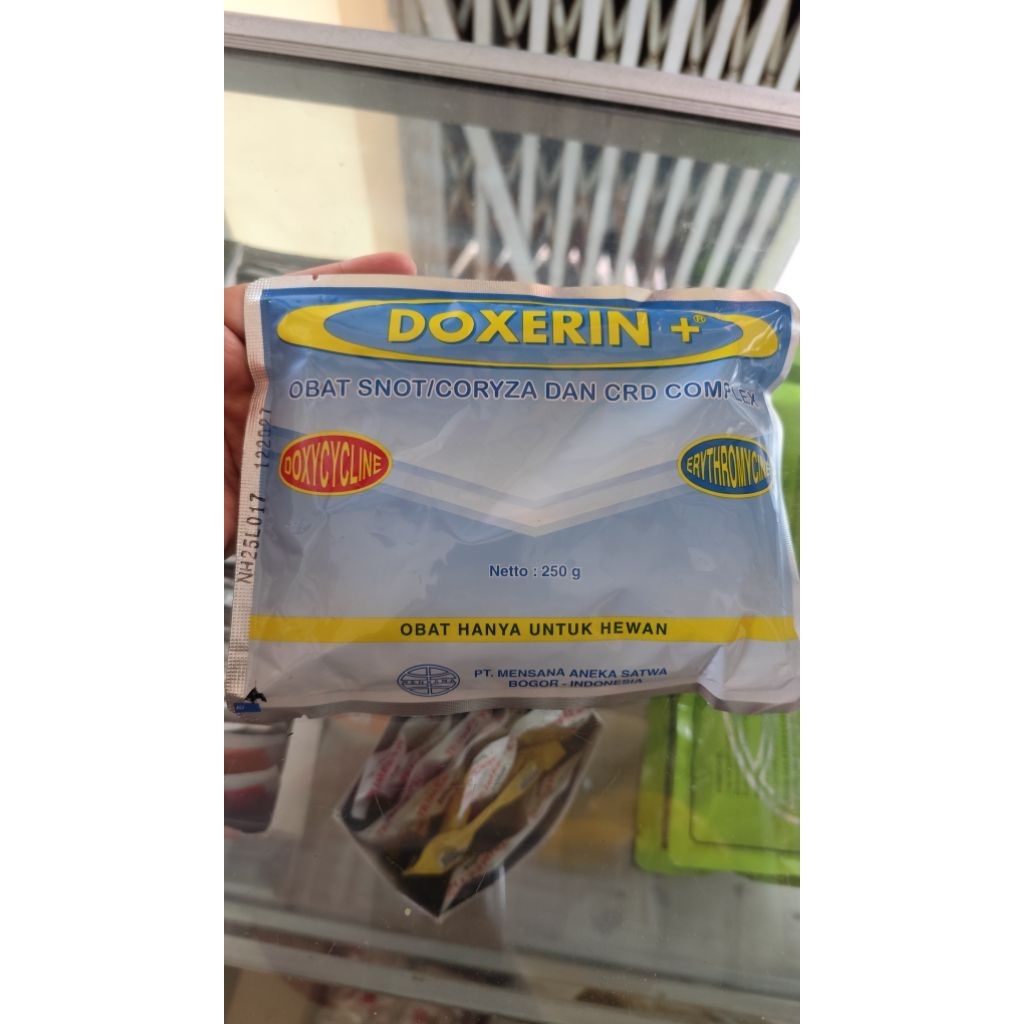 DOXERIN +®
OBAT SNOT/CORYZA DAN CRD COMPLEX
DOXYCYCLINE
ERYTHROMYCINE
NH25L017 122027
Netto : 250 g
OBAT HANYA UNTUK HEWAN
MENSANA
PT. MENSANA ANEKA SATWA
BOGOR - INDONESIA